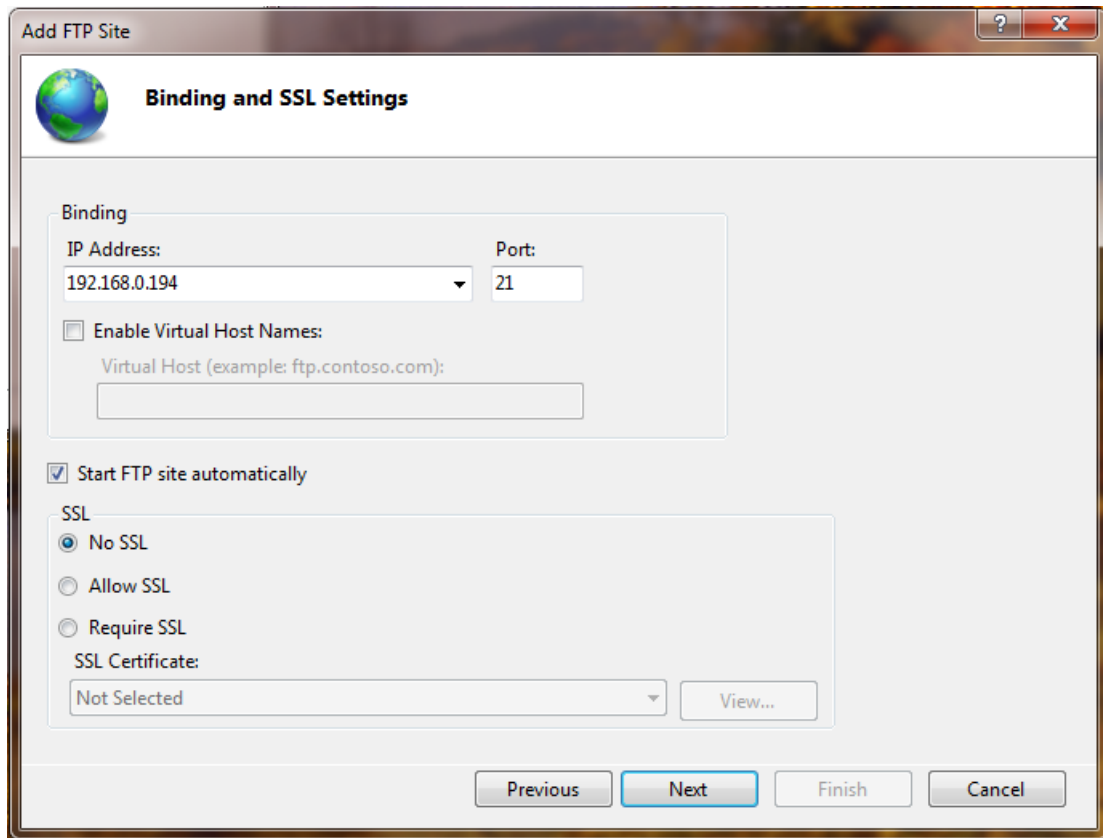 Add FTP Site
Binding and SSL Settings
Binding
IP Address: Port:
192.168.0.194 21
Enable Virtual Host Names:
Virtual Host (example: ftp.contoso.com):
Start FTP site automatically
SSL
No SSL
Allow SSL
Require SSL
SSL Certificate:
Not Selected View...
Previous Next Finish Cancel